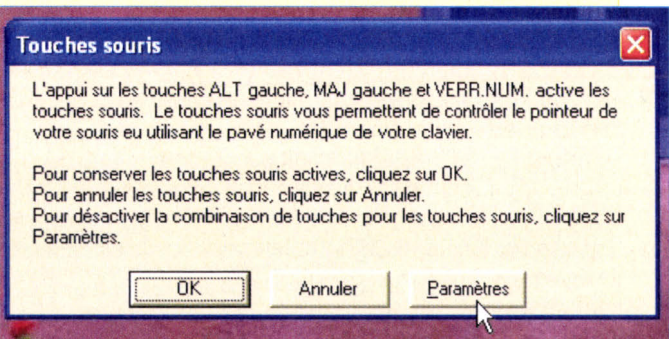 Touches souris
L'appui sur les touches ALT gauche, MAJ gauche et VERR.NUM. active les
touches souris. Le touches souris vous permettent de contrôler le pointeur de
votre souris eu utilisant le pavé numérique de votre clavier.
Pour conserver les touches souris actives, cliquez sur OK.
Pour annuler les touches souris, cliquez sur Annuler.
Pour désactiver la combinaison de touches pour les touches souris, cliquez sur
Paramètres.
OK Annuler Paramètres